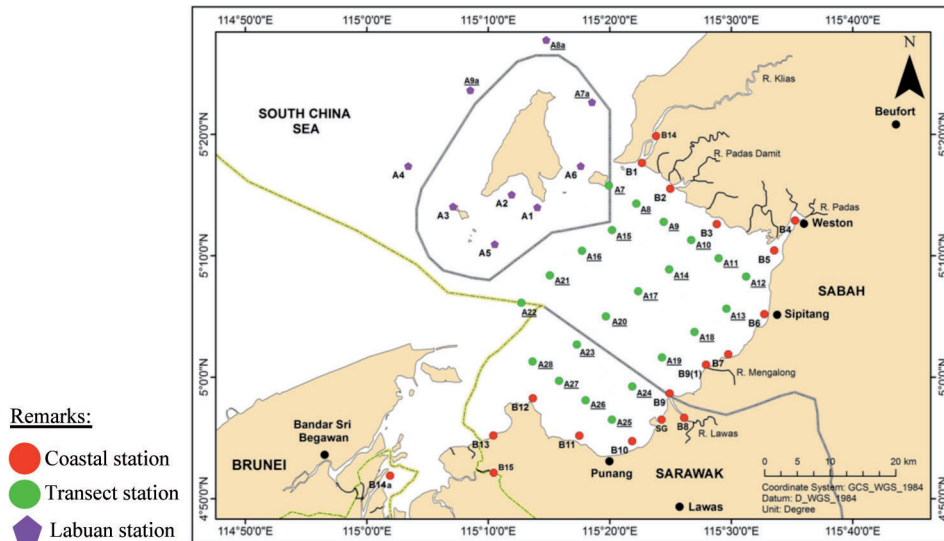 114°50'0"E
115°0'0"E
115°10'0"E
115°20'0"E
115°30'0"E
115°40'0"E
A8a
N
A9a
A7a
R. Klias
SOUTH CHINA
SEA
Beufort
5°20'0"N
B14
R. Padas Damit
B1
A4
A6
A7
B2
A8
R. Padas
A3
A2
A1
A9
B3
B4
Weston
A15
A10
A5
A16
A11
B5
5°10'0"N
A14
A12
A21
SABAH
A17
A22
A20
A13
B6
Sipitang
A18
A23
A28
A19
B7
B9(1)
R. Mengalong
5°0'0"N
A27
A24
B9
B12
A26
A25
SG
B8
R. Lawas
B13
B11
B10
Bandar Sri
Begawan
Punang
SARAWAK
BRUNEI
B15
B14a
0 5 10 20 km
Coordinate System: GCS_WGS_1984
Datum: D_WGS_1984
Unit: Degree
Lawas
4°50'0"N
Remarks:
Coastal station
Transect station
Labuan station